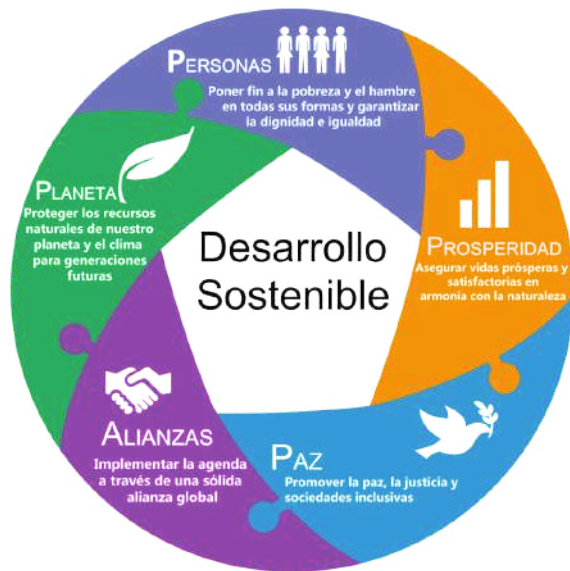 PERSONAS
Poner fin a la pobreza y el hambre
en todas sus formas y garantizar
la dignidad e igualdad
PROSPERIDAD
Asegurar vidas prósperas y
satisfactorias en
armonía con la naturaleza
PAZ
Promover la paz, la justicia y
sociedades inclusivas
ALIANZAS
Implementar la agenda
a través de una sólida
alianza global
PLANETA
Proteger los recursos
naturales de nuestro
planeta y el clima
para generaciones
futuras
Desarrollo
Sostenible